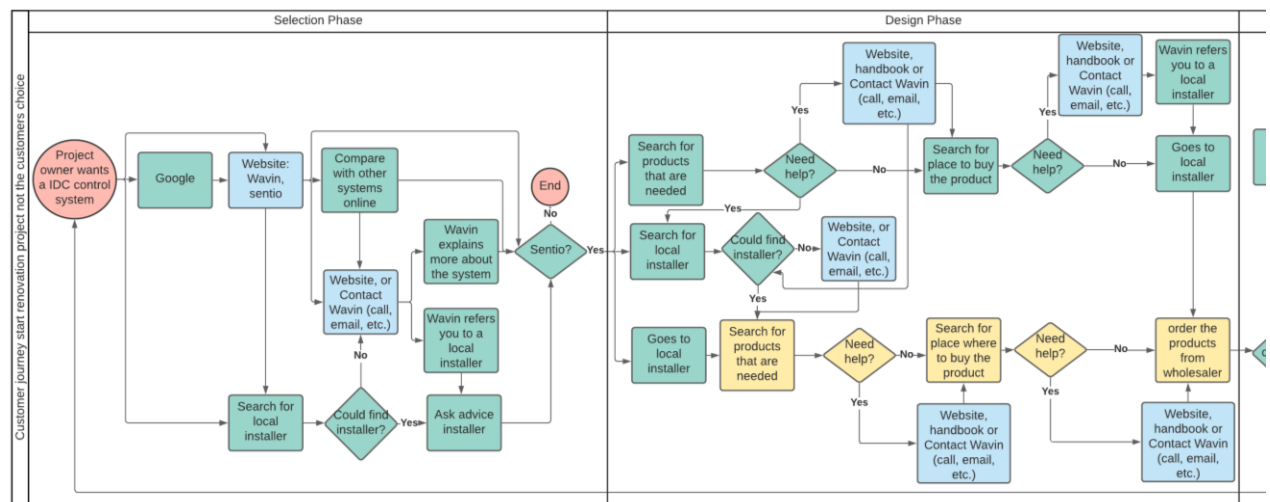 Selection Phase
Design Phase
Customer journey start renovation project not the customers choice
Project
owner wants
a IDC control
system
Google
Website:
Wavin,
sentio
Compare
with other
systems
online
Website, or
Contact
Wavin (call,
email, etc.)
Wavin
explains
more about
the system
Wavin refers
you to a
local
installer
No
Search for
local
installer
Could find
installer?
Yes
Ask advice
installer
End
No
Sentio?
Yes
Search for
products
that are
needed
Need
help?
Yes
Website,
handbook or
Contact Wavin
(call, email,
etc.)
No
Search for
place to buy
the product
Need
help?
Yes
Website,
handbook or
Contact
Wavin (call,
email, etc.)
Wavin refers
you to a
local
installer
No
Goes to
local
installer
Yes
Search for
local
installer
Could find
installer?
No
Website, or
Contact
Wavin (call,
email, etc.)
Yes
Goes to
local
installer
Search for
products
that are
needed
Need
help?
No
Yes
Website,
handbook or
Contact Wavin
(call, email,
etc.)
Search for
place where
to buy the
product
Need
help?
No
Yes
Website,
handbook or
Contact Wavin
(call, email,
etc.)
order the
products
from
wholesaler